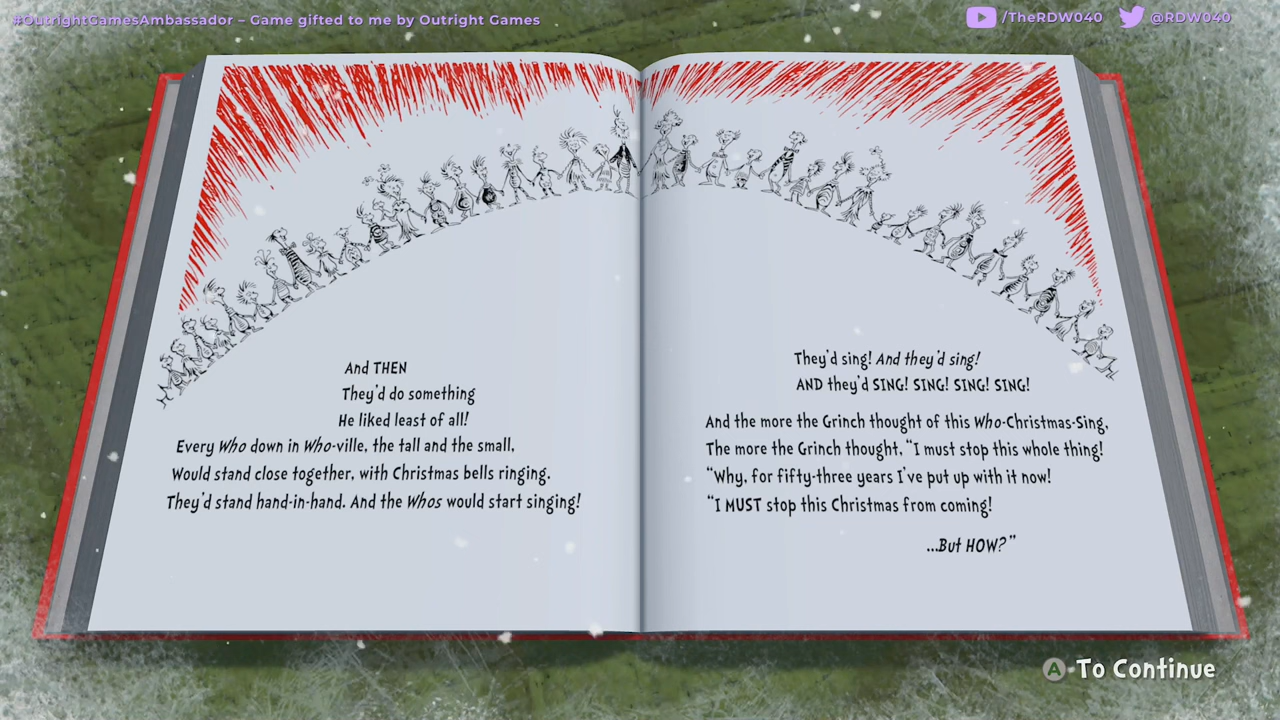 #OutrightGamesAmbassador – Game gifted to me by Outright Games
/TheRDW040
@RDW040
And THEN
They'd do something
He liked least of all!
Every Who down in Who-ville, the tall and the small,
Would stand close together, with Christmas bells ringing.
They'd stand hand-in-hand. And the Whos would start singing!
They'd sing! And they'd sing!
AND they'd SING! SING! SING! SING!
And the more the Grinch thought of this Who-Christmas-Sing,
The more the Grinch thought, “I must stop this whole thing!
“Why, for fifty-three years I've put up with it now!
“I MUST stop this Christmas from coming!
...But HOW?”
A To Continue